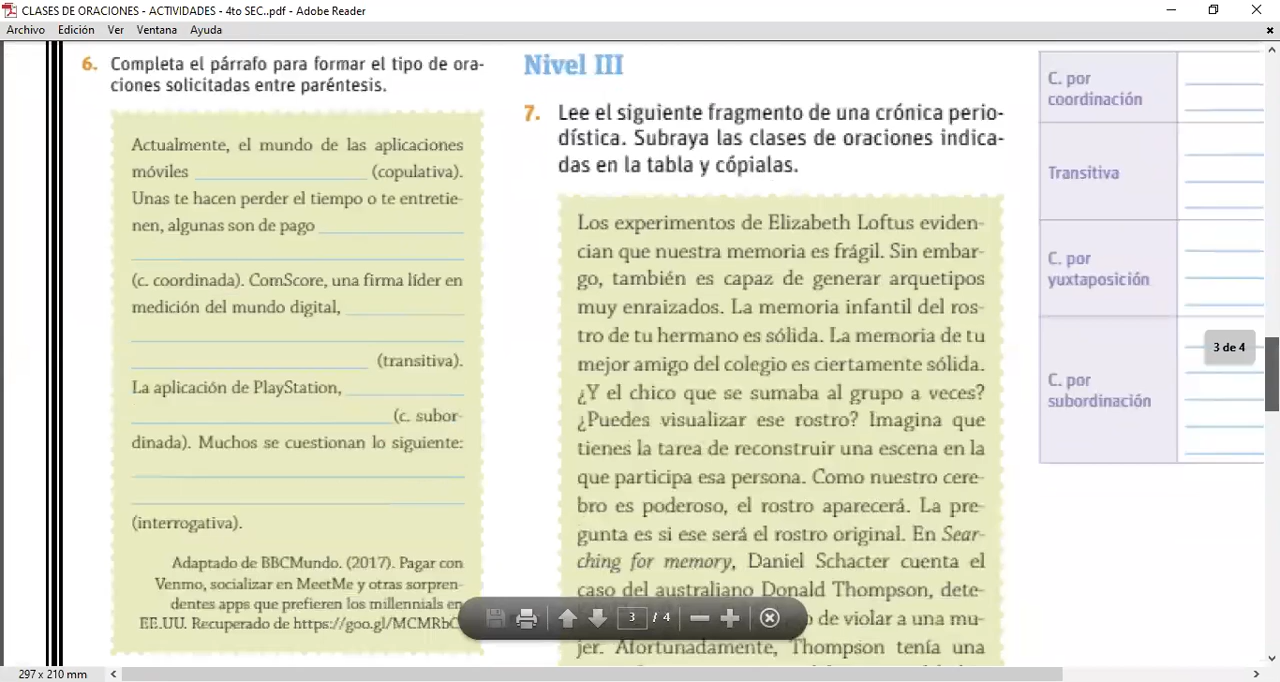 CLASES DE ORACIONES - ACTIVIDADES - 4to SEC..pdf - Adobe Reader
Archivo Edición Ver Ventana Ayuda
6. Completa el párrafo para formar el tipo de ora-
ciones solicitadas entre paréntesis.
Actualmente, el mundo de las aplicaciones
móviles (copulativa).
Unas te hacen perder el tiempo o te entretie-
nen, algunas son de pago
(c. coordinada). ComScore, una firma líder en
medición del mundo digital,
(transitiva).
La aplicación de PlayStation,
(c. subor-
dinada). Muchos se cuestionan lo siguiente:
(interrogativa).
Adaptado de BBCMundo. (2017). Pagar con
Venmo, socializar en MeetMe y otras sorpren-
dentes apps que prefieren los millennials en
EE.UU. Recuperado de https://goo.gl/MCMRbC
Nivel III
7. Lee el siguiente fragmento de una crónica perio-
dística. Subraya las clases de oraciones indica-
das en la tabla y cópialas.
Los experimentos de Elizabeth Loftus eviden-
cian que nuestra memoria es frágil. Sin embar-
go, también es capaz de generar arquetipos
muy enraizados. La memoria infantil del ros-
tro de tu hermano es sólida. La memoria de tu
mejor amigo del colegio es ciertamente sólida.
¿Y el chico que se sumaba al grupo a veces?
¿Puedes visualizar ese rostro? Imagina que
tienes la tarea de reconstruir una escena en la
que participa esa persona. Como nuestro cere-
bro es poderoso, el rostro aparecerá. La pre-
gunta es si ese será el rostro original. En Sear-
ching for memory, Daniel Schacter cuenta el
caso del australiano Donald Thompson, dete-
de violar a una mu-
jer. Afortunadamente, Thompson tenía una
C. por
coordinación
Transitiva
C. por
yuxtaposición
C. por
subordinación
3 de 4
3 / 4
297 x 210 mm